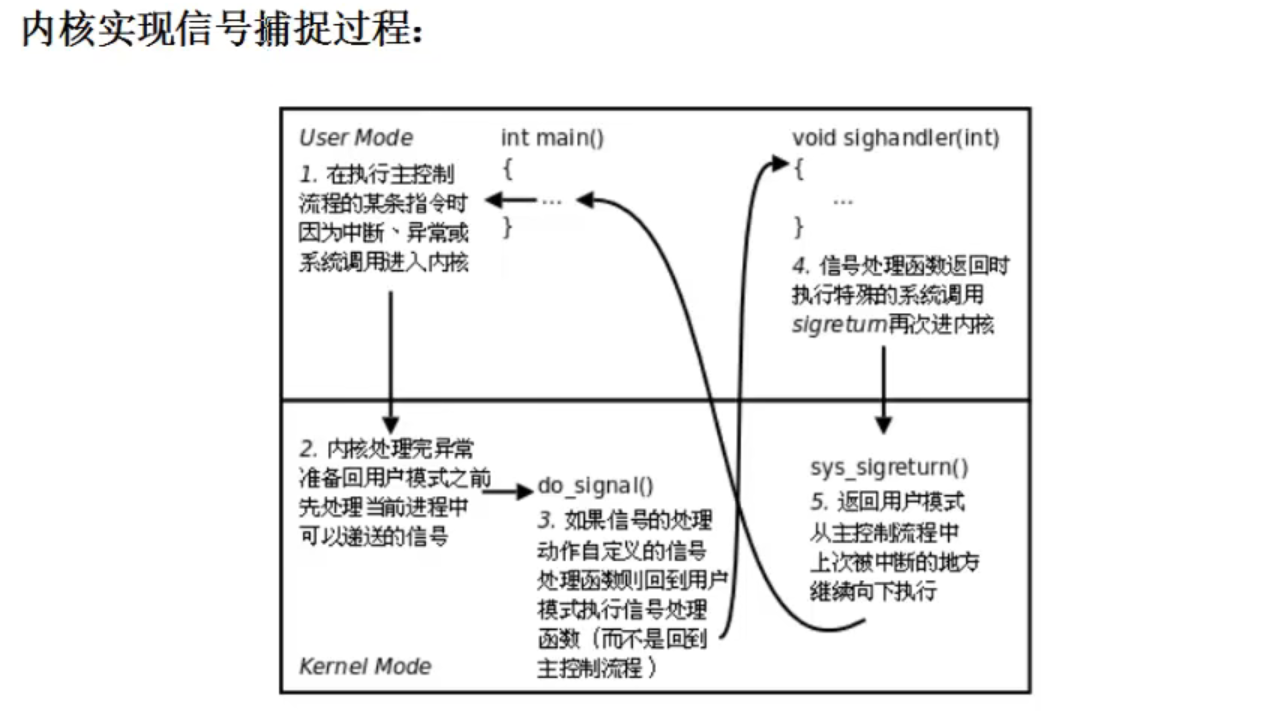 内核实现信号捕捉过程：
User Mode
1. 在执行主控制
流程的某条指令时
因为中断、异常或
系统调用进入内核
int main()
{
...
}
void sighandler(int)
{
...
}
4. 信号处理函数返回时
执行特殊的系统调用
sigreturn再次进内核
2. 内核处理完异常
准备回用户模式之前
先处理当前进程中
可以递送的信号
do_signal()
3. 如果信号的处理
动作自定义的信号
处理函数则回到用户
模式执行信号处理
函数（而不是回到
主控制流程）
sys_sigreturn()
5. 返回用户模式
从主控制流程中
上次被中断的地方
继续向下执行
Kernel Mode